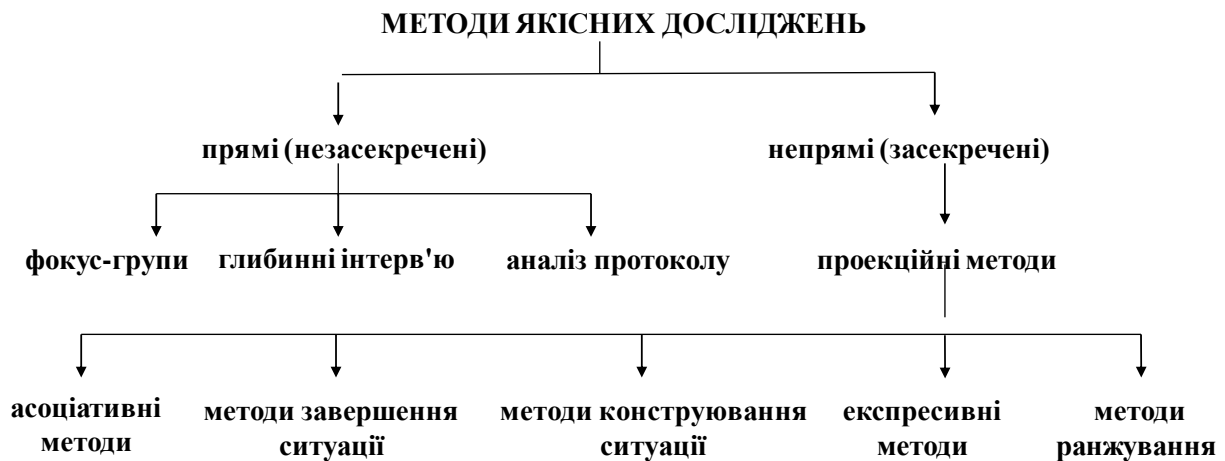 МЕТОДИ ЯКІСНИХ ДОСЛІДЖЕНЬ
прямі (незасекречені)
непрямі (засекречені)
фокус-групи
глибинні інтерв'ю
аналіз протоколу
проекційні методи
асоціативні
методи
методи завершення
ситуації
методи конструювання
ситуації
експресивні
методи
методи
ранжування